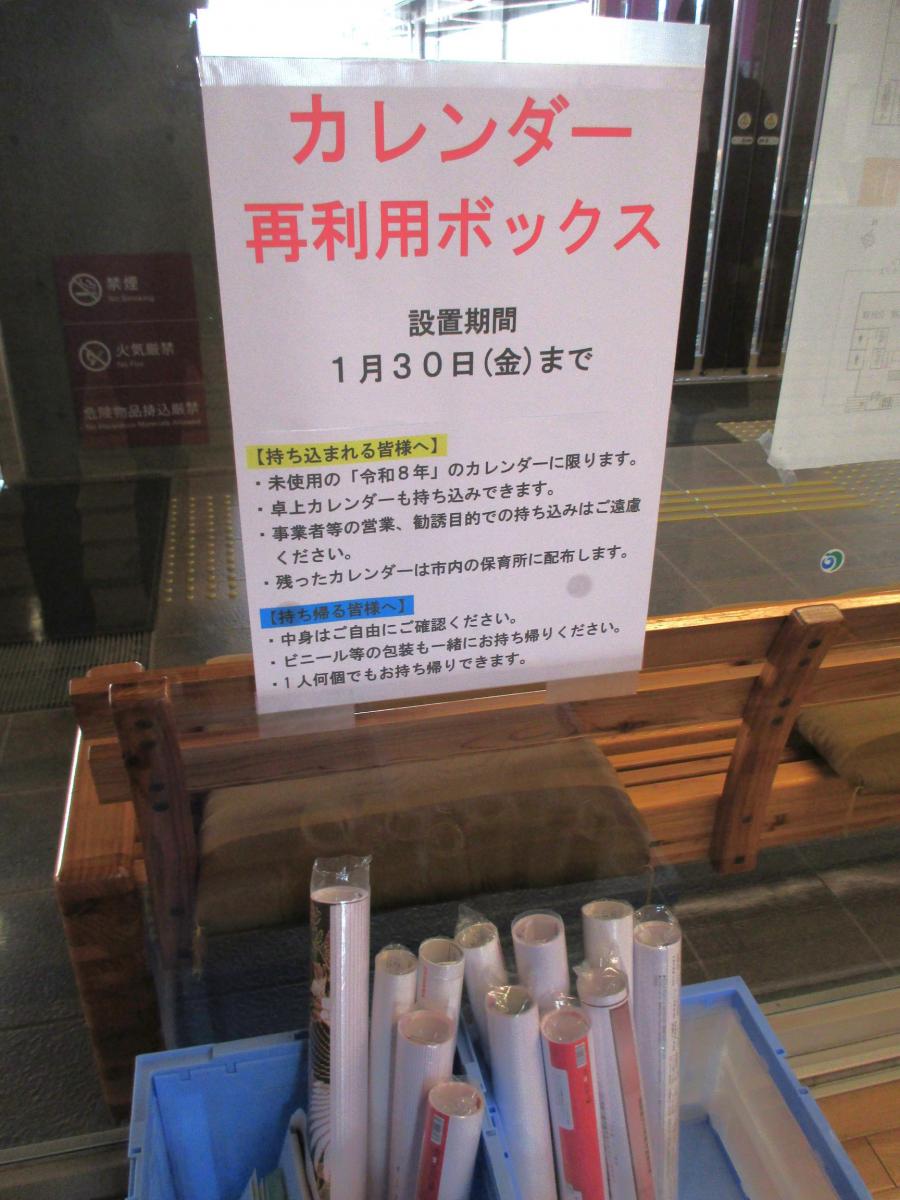 カレンダー
再利用ボックス
設置期間
1月30日(金)まで
【持ち込まれる皆様へ】
・未使用の「令和8年」のカレンダーに限ります。
・卓上カレンダーも持ち込みできます。
・事業者等の営業、勧誘目的での持ち込みはご遠慮
ください。
・残ったカレンダーは市内の保育所に配布します。
【持ち帰る皆様へ】
・中身はご自由にご確認ください。
・ビニール等の包装も一緒にお持ち帰りください。
・1人何個でもお持ち帰りできます。
禁煙
No Smoking
火気厳禁
No Fire
危険物品持込厳禁
No Hazardous Materials Allowed